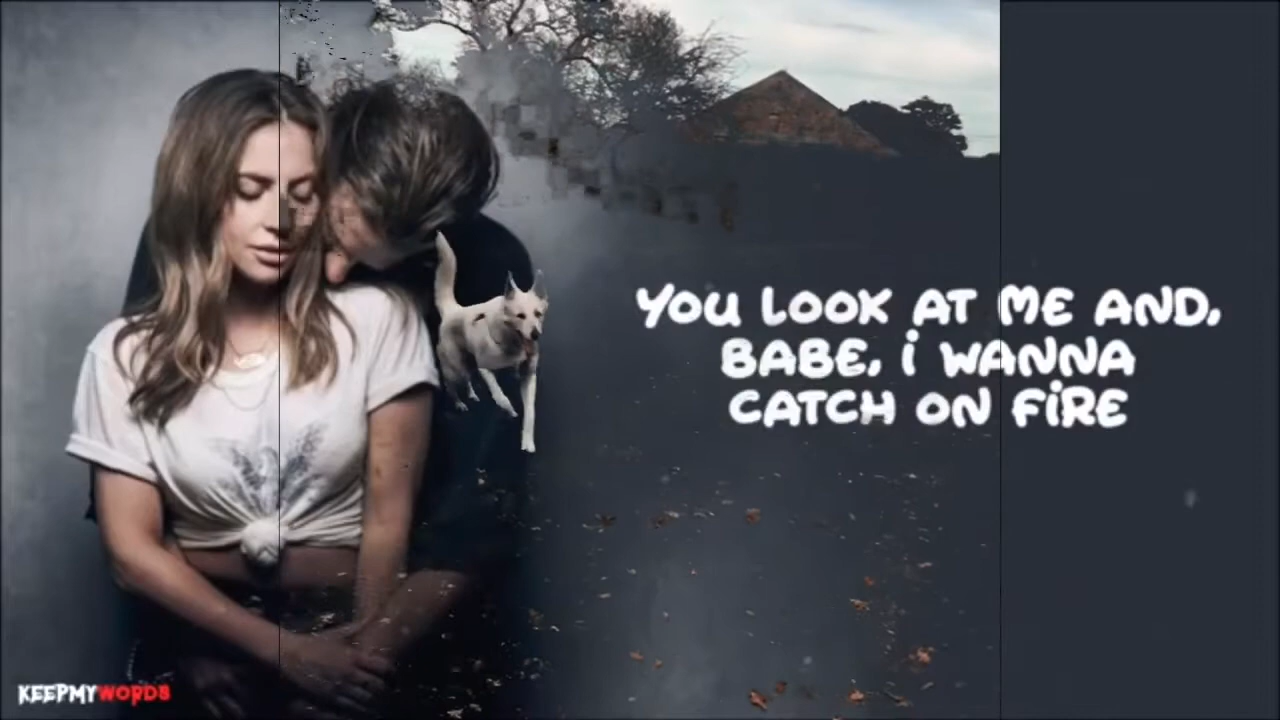 YOU LOOK AT ME AND,
BABE, i WANNA
CATCH ON FiRE
KEEPMYWORDS